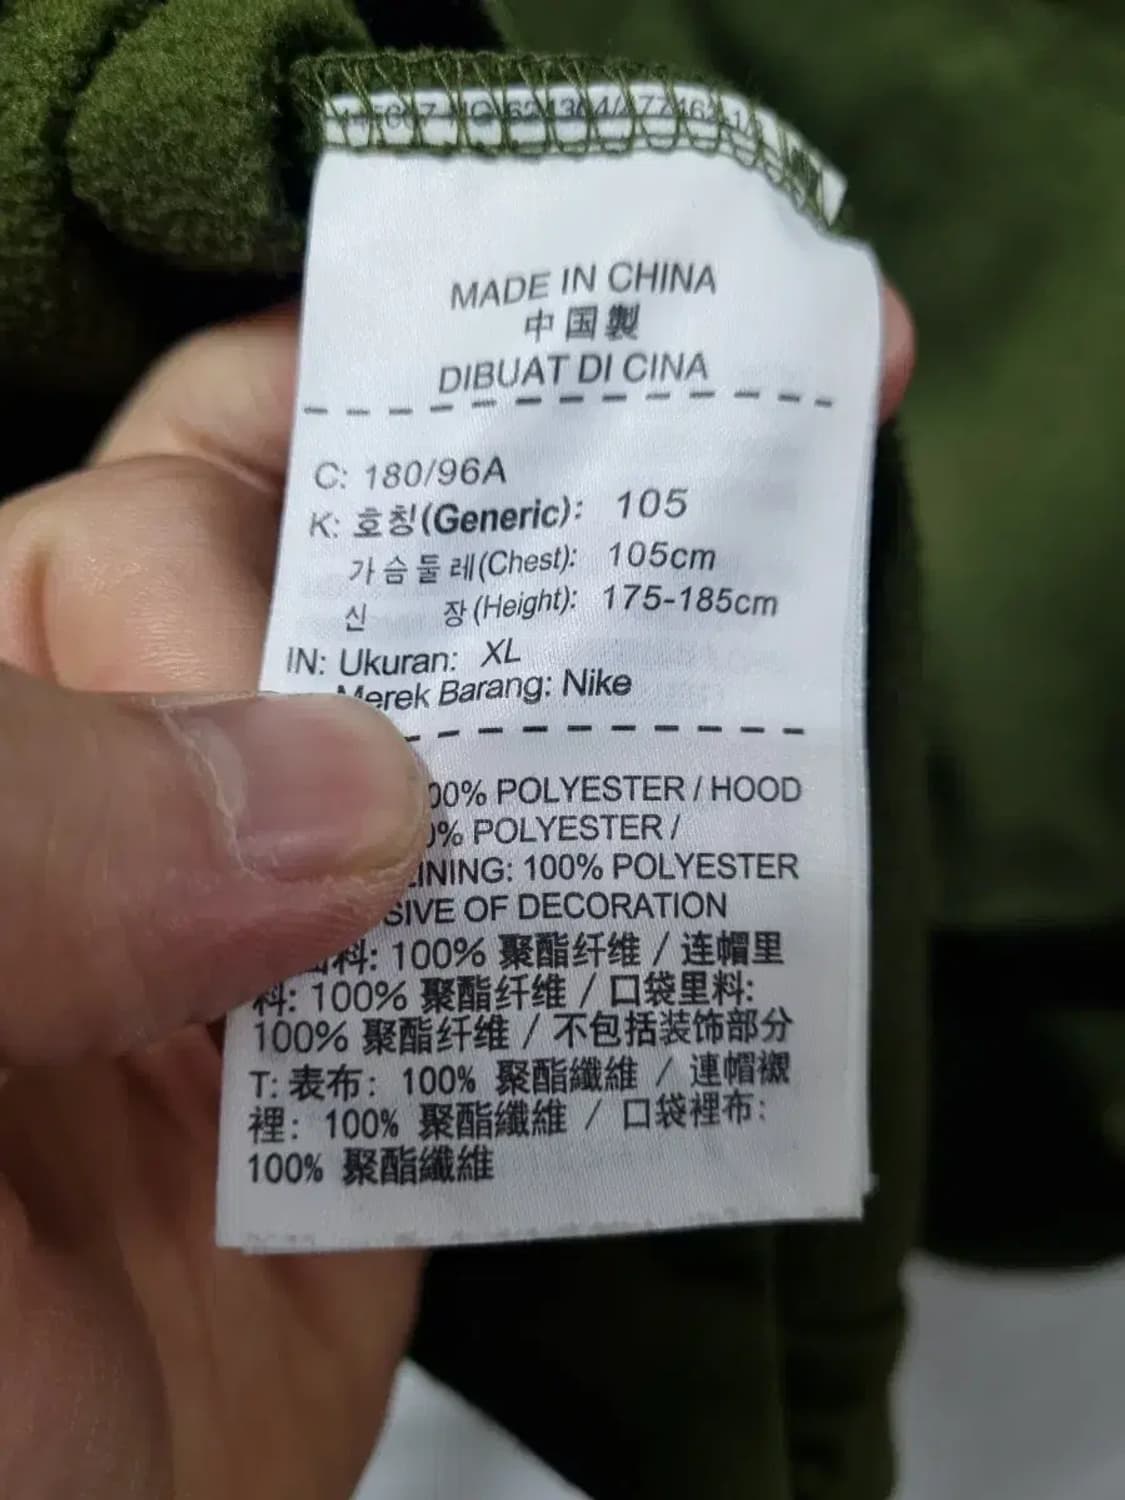 MADE IN CHINA
中国製
DIBUAT DI CINA
C: 180/96A
K: 호칭(Generic): 105
가슴둘레(Chest): 105cm
신 장(Height): 175-185cm
IN: Ukuran: XL
Merek Barang: Nike
00% POLYESTER / HOOD
0% POLYESTER /
INING: 100% POLYESTER
SIVE OF DECORATION
料: 100% 聚酯纤维 / 连帽里
料: 100% 聚酯纤维 / 口袋里料:
100% 聚酯纤维 / 不包括装饰部分
T: 表布: 100% 聚酯纖維 / 連帽襯
裡: 100% 聚酯纖維 / 口袋裡布:
100% 聚酯纖維